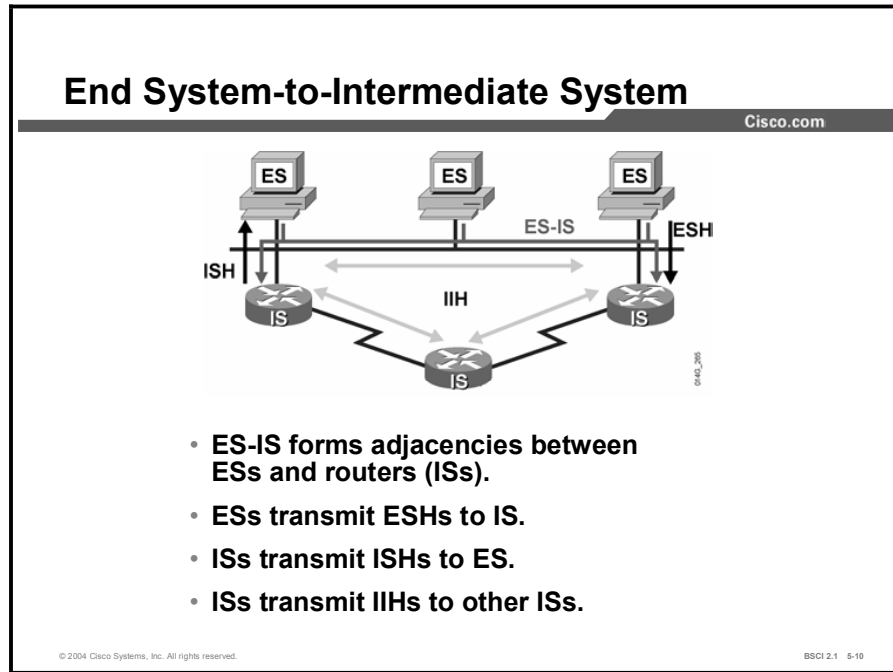 End System-to-Intermediate System
Cisco.com
ES ES ES
ES-IS ESH
ISH
IIH
IS IS
IS
014G_265
• ES-IS forms adjacencies between
ESs and routers (ISs).
• ESs transmit ESHs to IS.
• ISs transmit ISHs to ES.
• ISs transmit IIHs to other ISs.
© 2004 Cisco Systems, Inc. All rights reserved. BSCI 2.1 5-10